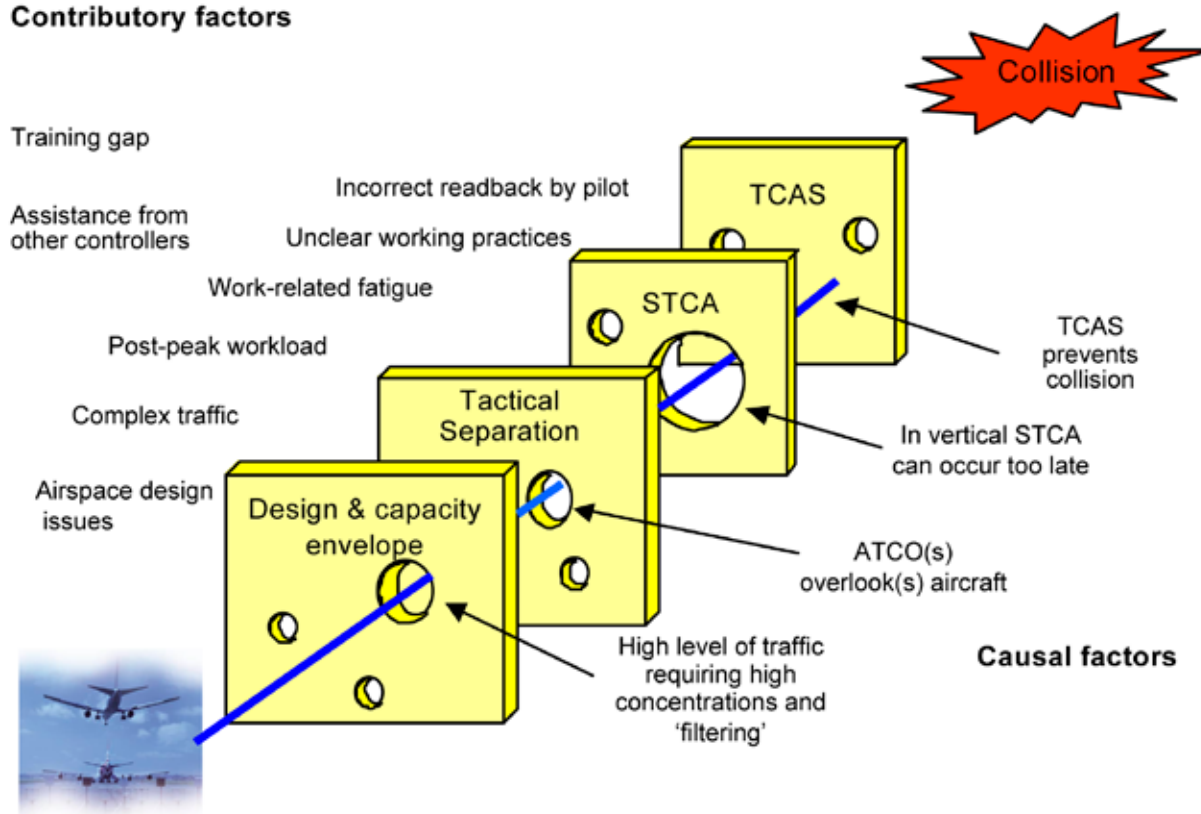 Contributory factors
Collision
Training gap
Incorrect readback by pilot
TCAS
Assistance from
other controllers
Unclear working practices
Work-related fatigue
STCA
TCAS
prevents
collision
Post-peak workload
Complex traffic
Tactical
Separation
In vertical STCA
can occur too late
Airspace design
issues
Design & capacity
envelope
ATCO(s)
overlook(s) aircraft
High level of traffic
requiring high
concentrations and
‘filtering’
Causal factors